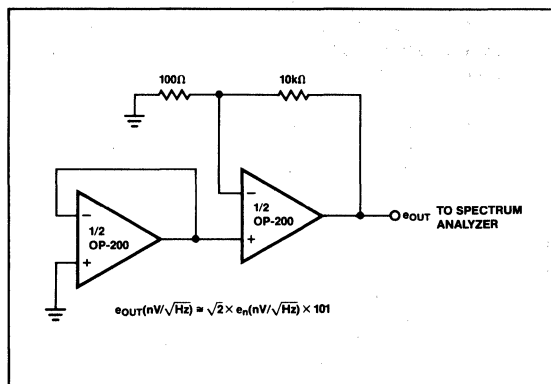 100Ω 10kΩ
−
1/2
OP-200
+
−
1/2
OP-200
+
eOUT TO SPECTRUM
ANALYZER
eOUT(nV/√Hz) ≅ √2 × en(nV/√Hz) × 101